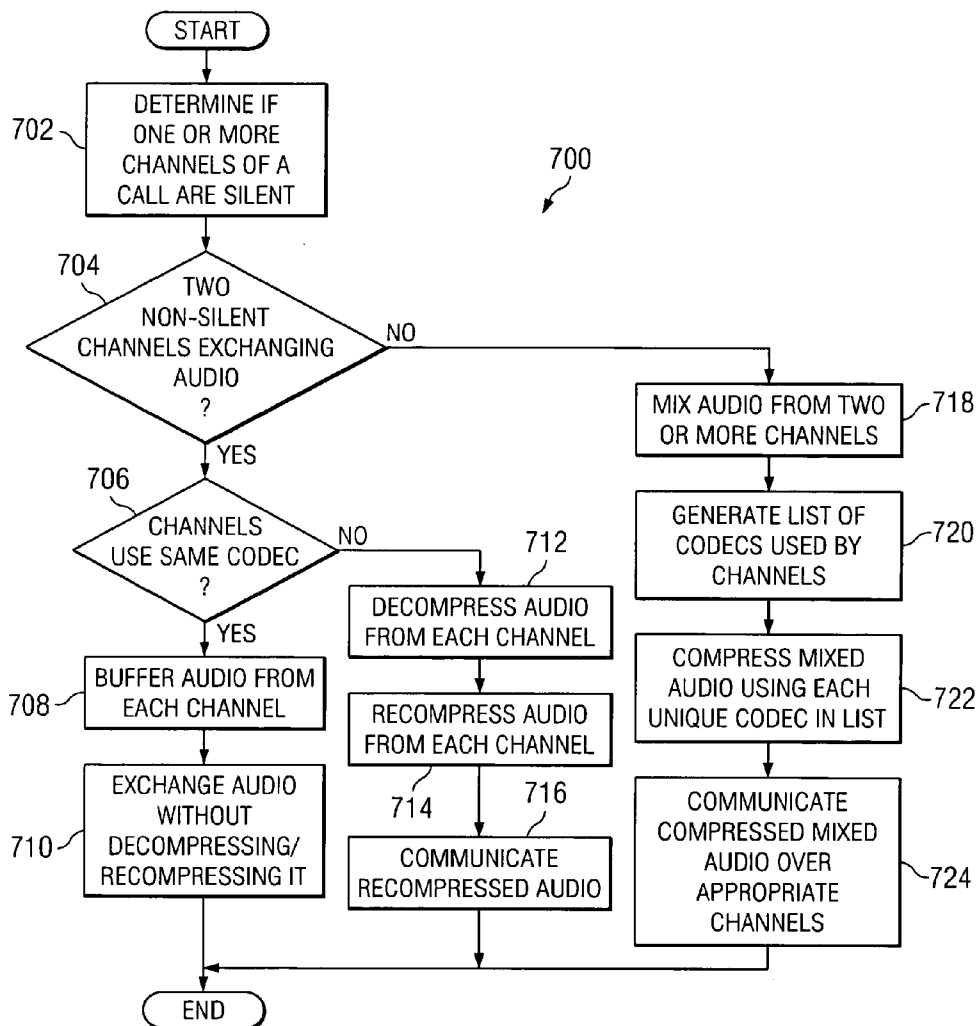 START
702
DETERMINE IF
ONE OR MORE
CHANNELS OF A
CALL ARE SILENT
700
704
TWO
NON-SILENT
CHANNELS EXCHANGING
AUDIO
?
NO
YES
718
MIX AUDIO FROM TWO
OR MORE CHANNELS
706
CHANNELS
USE SAME CODEC
?
NO
YES
712
DECOMPRESS AUDIO
FROM EACH CHANNEL
720
GENERATE LIST OF
CODECS USED BY
CHANNELS
708
BUFFER AUDIO FROM
EACH CHANNEL
RECOMPRESS AUDIO
FROM EACH CHANNEL
714
722
COMPRESS MIXED
AUDIO USING EACH
UNIQUE CODEC IN LIST
710
EXCHANGE AUDIO
WITHOUT
DECOMPRESSING/
RECOMPRESSING IT
716
COMMUNICATE
RECOMPRESSED AUDIO
724
COMMUNICATE
COMPRESSED MIXED
AUDIO OVER
APPROPRIATE
CHANNELS
END